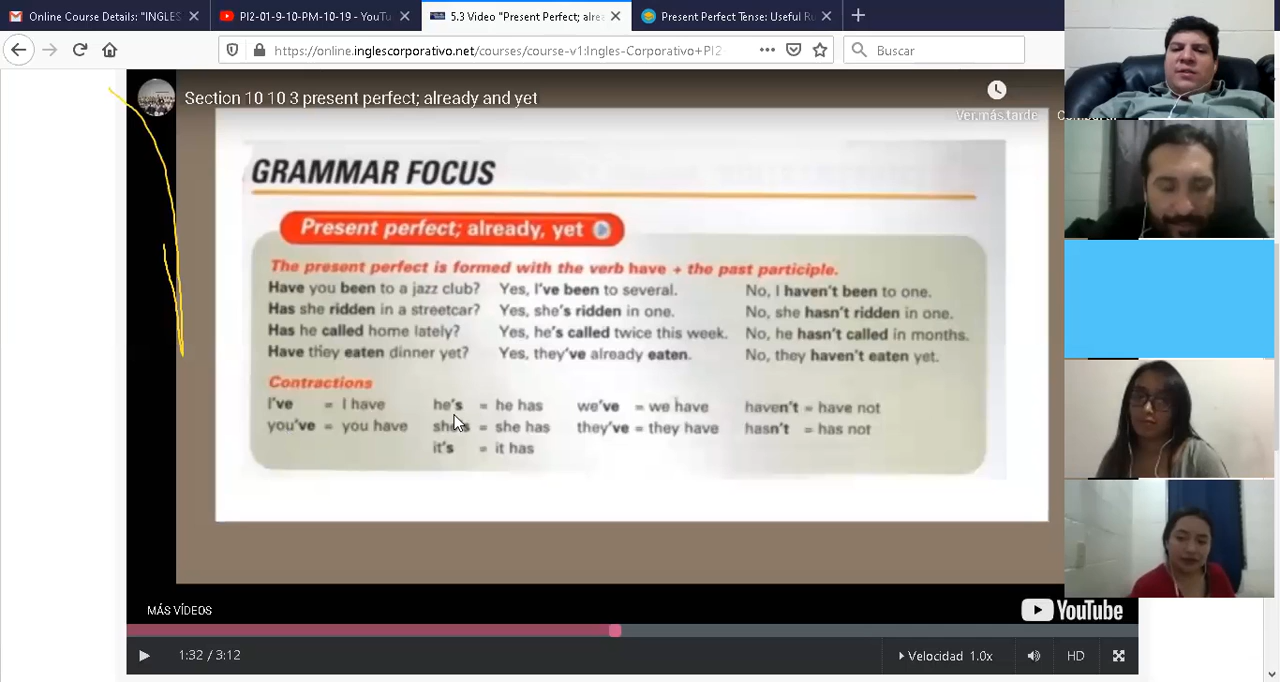 Online Course Details: "INGLES
PI2-01-9-10-PM-10-19 - YouTu
5.3 Video "Present Perfect; alrea
Present Perfect Tense: Useful Ru
https://online.inglescorporativo.net/courses/course-v1:Ingles-Corporativo+PI2
Buscar
Section 10 10 3 present perfect; already and yet
Ver más tarde
GRAMMAR FOCUS
Present perfect; already, yet
The present perfect is formed with the verb have + the past participle.
Have you been to a jazz club? Yes, I've been to several. No, I haven't been to one.
Has she ridden in a streetcar? Yes, she's ridden in one. No, she hasn't ridden in one.
Has he called home lately? Yes, he's called twice this week. No, he hasn't called in months.
Have they eaten dinner yet? Yes, they've already eaten. No, they haven't eaten yet.
Contractions
I've = I have he's = he has we've = we have haven't = have not
you've = you have she's = she has they've = they have hasn't = has not
it's = it has
MÁS VÍDEOS
YouTube
1:32 / 3:12
Velocidad 1.0x
HD